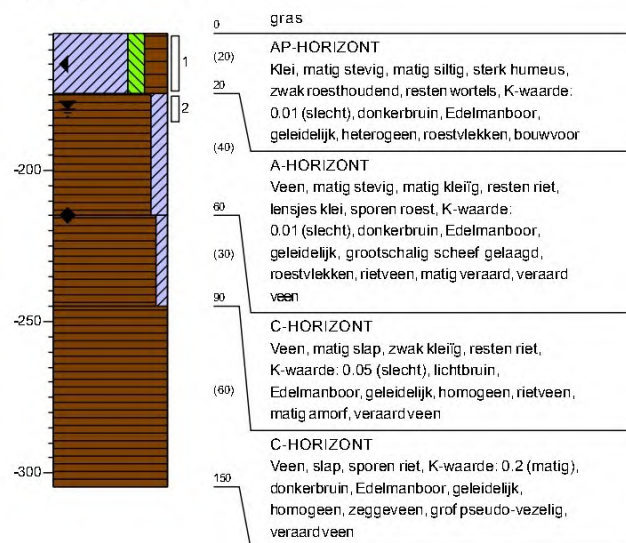 0
gras
1
(20)
AP-HORIZONT
Klei, matig stevig, matig siltig, sterk humeus,
zwak roesthoudend, resten wortels, K-waarde:
0.01 (slecht), donkerbruin, Edelmanboor,
geleidelijk, heterogeen, roestvlekken, bouwvoor
20
2
(40)
-200
A-HORIZONT
Veen, matig stevig, matig kleiïg, resten riet,
lensjes klei, sporen roest, K-waarde:
0.01 (slecht), donkerbruin, Edelmanboor,
geleidelijk, grootschalig scheef gelaagd,
roestvlekken, rietveen, matig veraard, veraard
veen
60
(30)
90
-250
C-HORIZONT
Veen, matig slap, zwak kleiïg, resten riet,
K-waarde: 0.05 (slecht), lichtbruin,
Edelmanboor, geleidelijk, homogeen, rietveen,
matig amorf, veraard veen
(60)
-300
150
C-HORIZONT
Veen, slap, sporen riet, K-waarde: 0.2 (matig),
donkerbruin, Edelmanboor, geleidelijk,
homogeen, zeggeveen, grof pseudo-vezelig,
veraard veen